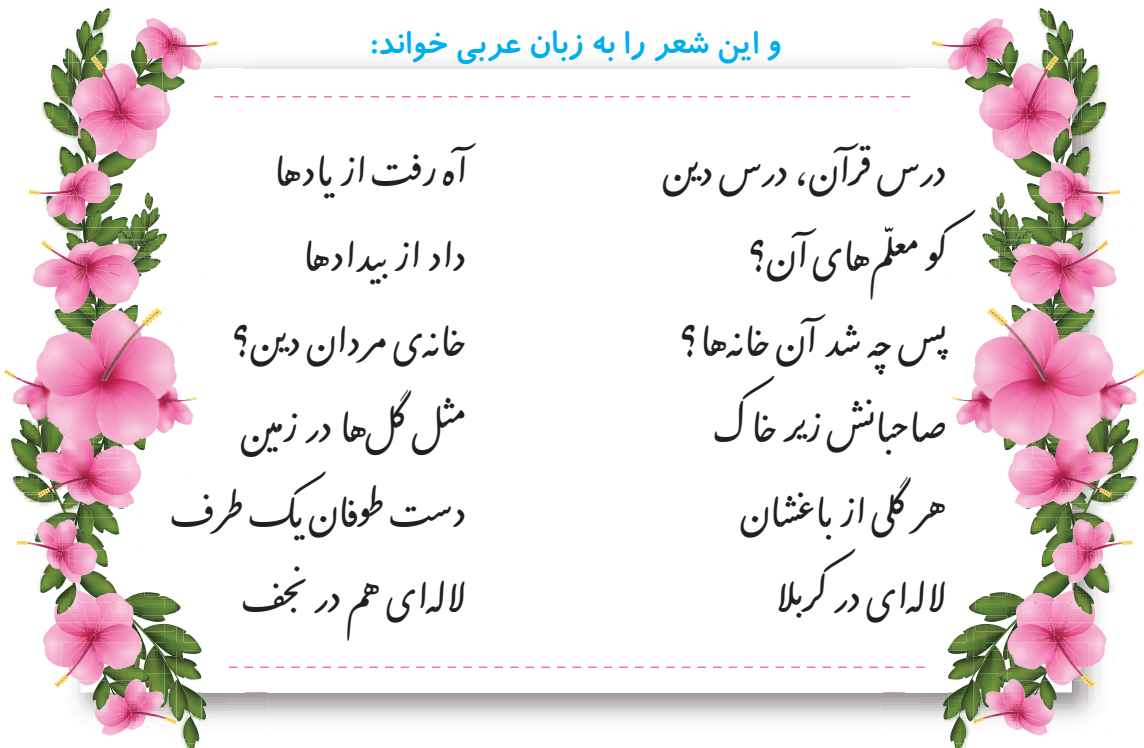 و این شعر را به زبان عربی خواند:
درس قرآن، درس دین آه رفت از یادها
کو معلّم‌های آن؟ داد از بیدادها
پس چه شد آن خانه‌ها؟ خانه‌ی مردان دین؟
صاحبانش زیر خاک مثل گل‌ها در زمین
هر گلی از باغشان دست طوفان یک طرف
لاله‌ای در کربلا لاله‌ای هم در نجف